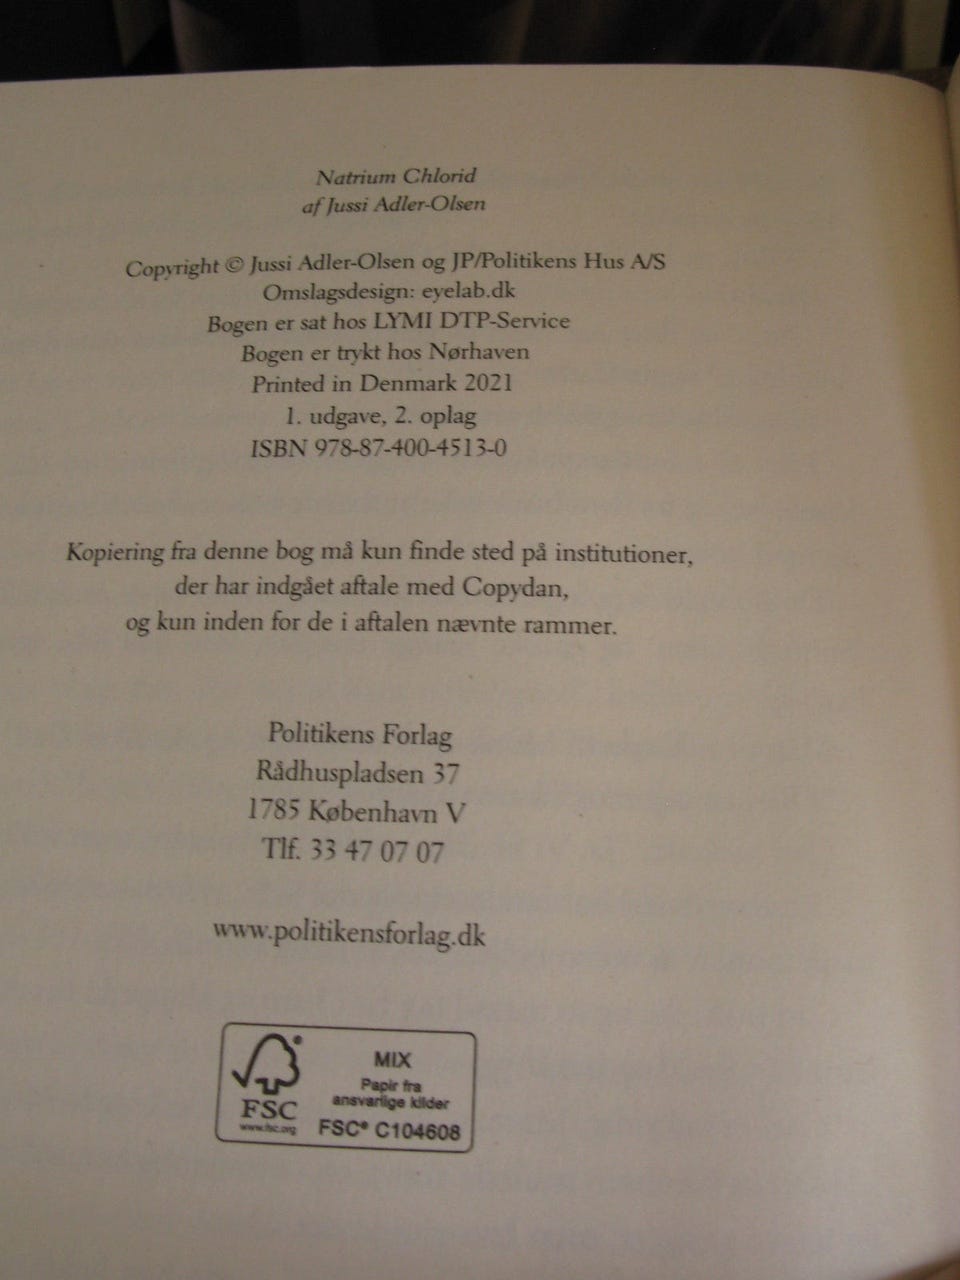 Natrium Chlorid
af Jussi Adler-Olsen
Copyright © Jussi Adler-Olsen og JP/Politikens Hus A/S
Omslagsdesign: eyelab.dk
Bogen er sat hos LYMI DTP-Service
Bogen er trykt hos Nørhaven
Printed in Denmark 2021
1. udgave, 2. oplag
ISBN 978-87-400-4513-0
Kopiering fra denne bog må kun finde sted på institutioner,
der har indgået aftale med Copydan,
og kun inden for de i aftalen nævnte rammer.
Politikens Forlag
Rådhuspladsen 37
1785 København V
Tlf. 33 47 07 07
www.politikensforlag.dk
FSC
www.fsc.org
MIX
Papir fra
ansvarlige kilder
FSC® C104608